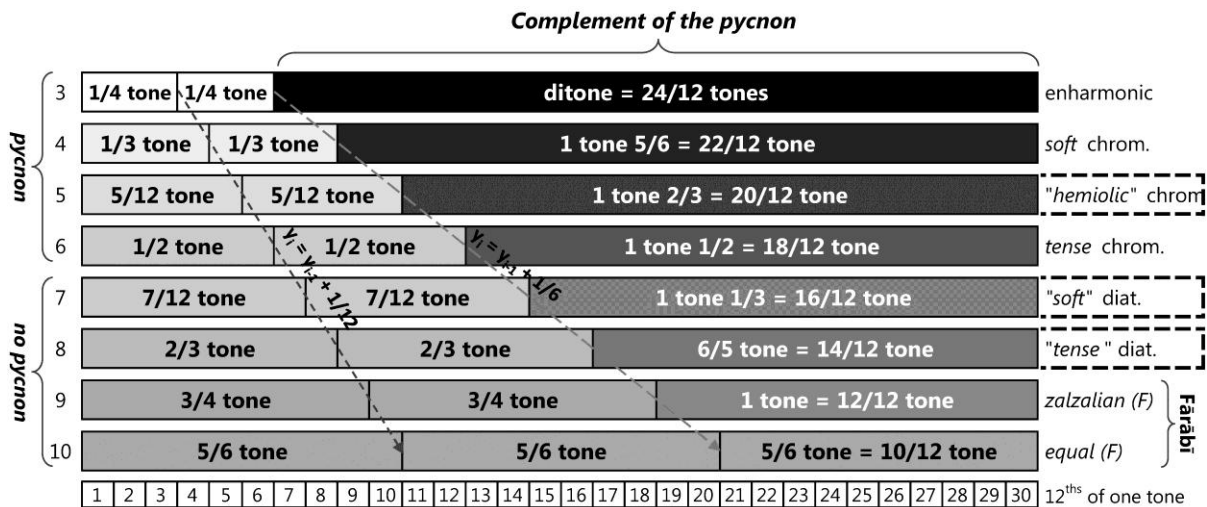 Complement of the pycnon
pycnon
3 1/4 tone 1/4 tone ditone = 24/12 tones enharmonic
4 1/3 tone 1/3 tone 1 tone 5/6 = 22/12 tone soft chrom.
5 5/12 tone 5/12 tone 1 tone 2/3 = 20/12 tone "hemiolic" chrom
6 1/2 tone 1/2 tone 1 tone 1/2 = 18/12 tone tense chrom.
yᵢ = yᵢ₋₁ + 1/12
yᵢ = yᵢ₋₁ + 1/6
no pycnon
7 7/12 tone 7/12 tone 1 tone 1/3 = 16/12 tone "soft" diat.
8 2/3 tone 2/3 tone 6/5 tone = 14/12 tone "tense" diat.
9 3/4 tone 3/4 tone 1 tone = 12/12 tone zalzalian (F)
10 5/6 tone 5/6 tone 5/6 tone = 10/12 tone equal (F)
Fārābī
1 2 3 4 5 6 7 8 9 10 11 12 13 14 15 16 17 18 19 20 21 22 23 24 25 26 27 28 29 30 12ᵗʰˢ of one tone